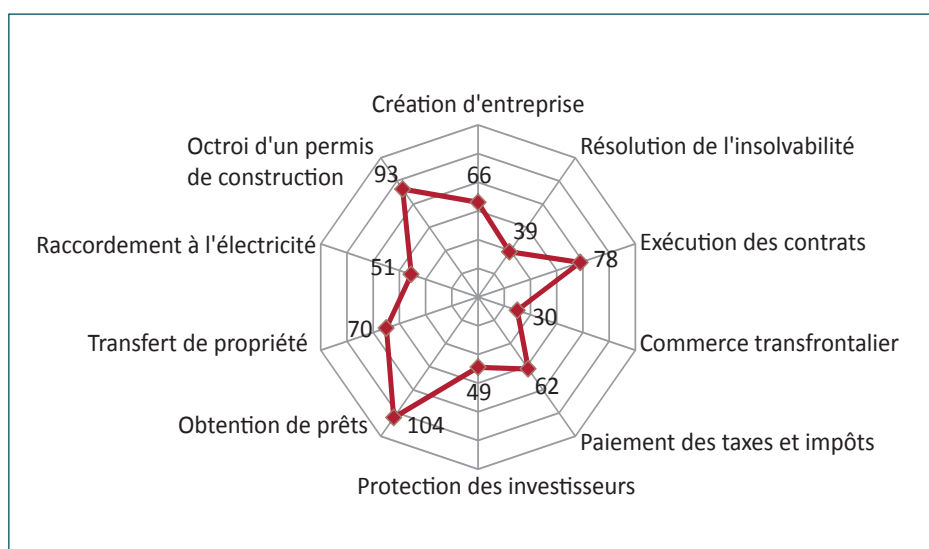 Création d'entreprise
Octroi d'un permis
de construction
Résolution de l'insolvabilité
93
66
39
Raccordement à l'électricité
Exécution des contrats
51
78
30
Transfert de propriété
70
Commerce transfrontalier
49
62
Obtention de prêts
104
Paiement des taxes et impôts
Protection des investisseurs